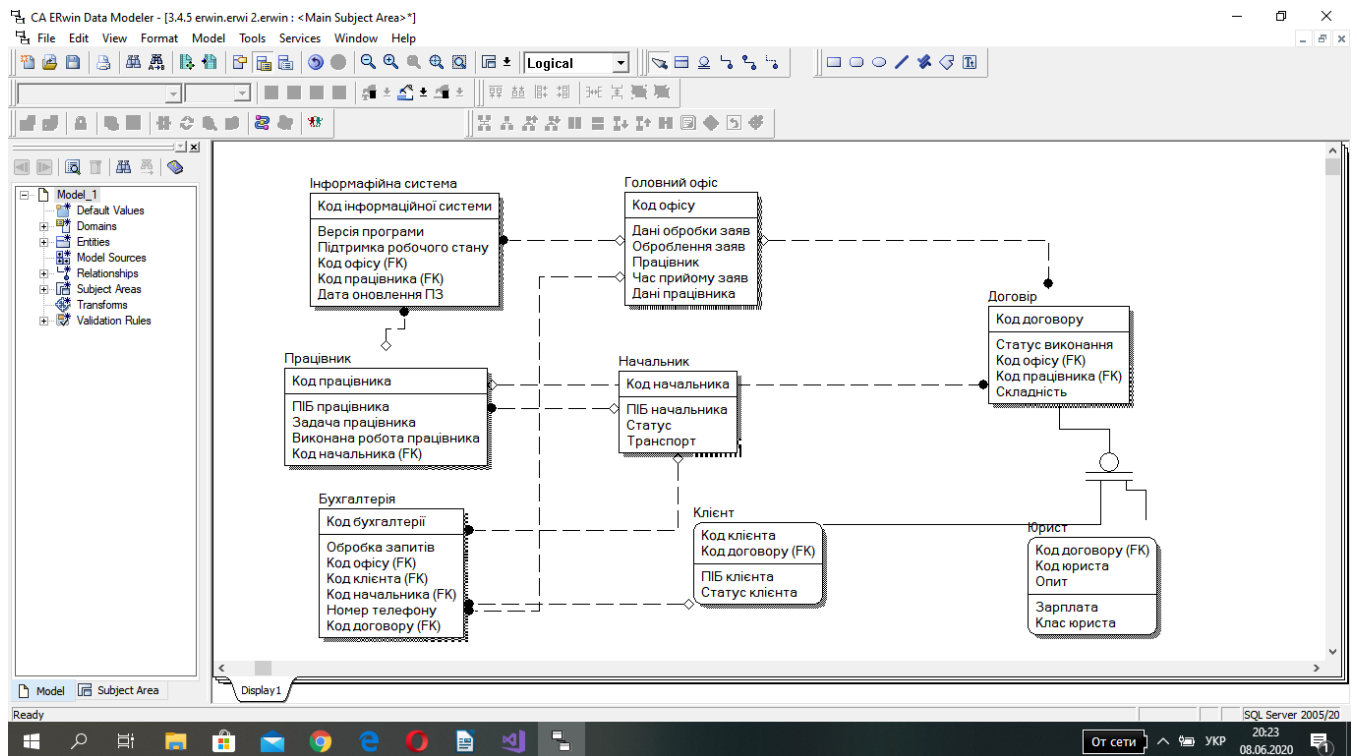 CA ERwin Data Modeler - [3.4.5 erwin.erwi 2.erwin : <Main Subject Area>*]
File Edit View Format Model Tools Services Window Help
Logical
Model_1
Default Values
Domains
Entities
Model Sources
Relationships
Subject Areas
Transforms
Validation Rules
Інформафійна система
Код інформаційної системи
Версія програми
Підтримка робочого стану
Код офісу (FK)
Код працівника (FK)
Дата оновлення ПЗ
Головний офіс
Код офісу
Дані обробки заяв
Оброблення заяв
Працівник
Час прийому заяв
Дані працівника
Договір
Код договору
Статус виконання
Код офісу (FK)
Код працівника (FK)
Складність
Працівник
Код працівника
ПІБ працівника
Задача працівника
Виконана робота працівника
Код начальника (FK)
Начальник
Код начальника
ПІБ начальника
Статус
Транспорт
Бухгалтерія
Код бухгалтерії
Обробка запитів
Код офісу (FK)
Код клієнта (FK)
Код начальника (FK)
Номер телефону
Код договору (FK)
Клієнт
Код клієнта
Код договору (FK)
ПІБ клієнта
Статус клієнта
Юрист
Код договору (FK)
Код юриста
Опит
Зарплата
Клас юриста
Model Subject Area
Display1
Ready
SQL Server 2005/20
От сети
УКР
20:23
08.06.2020